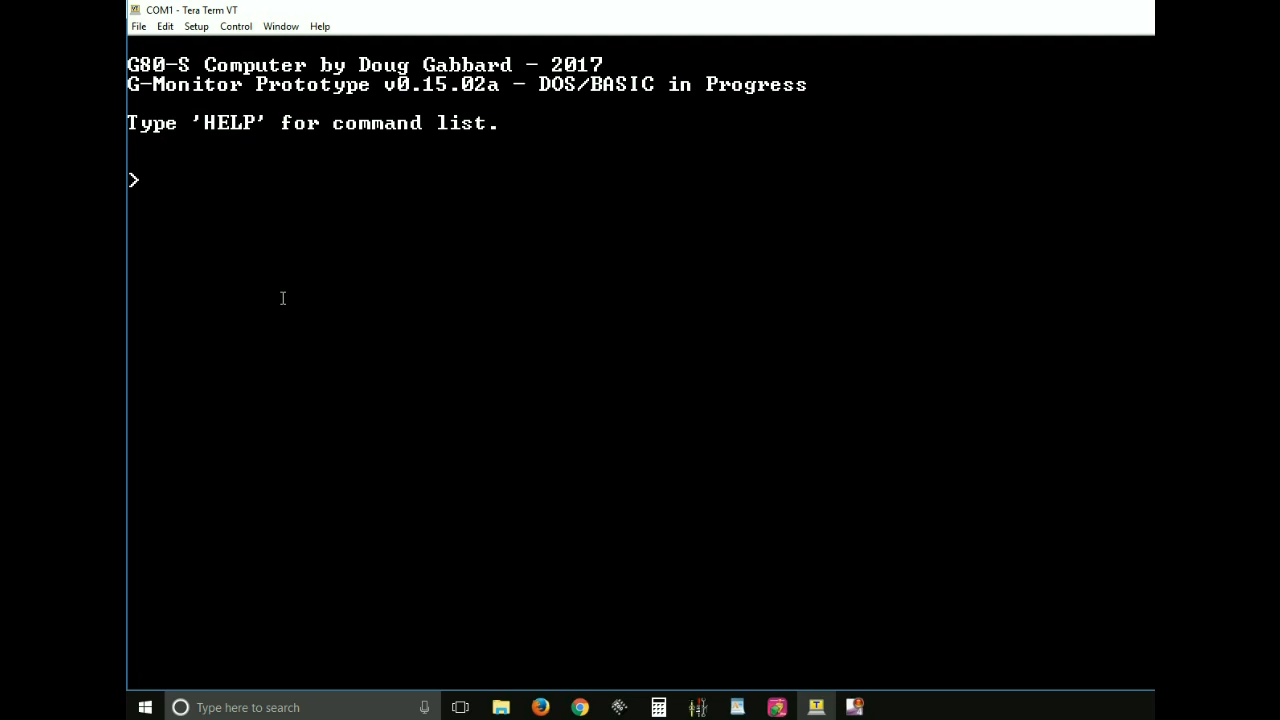 COM1 - Tera Term VT
File Edit Setup Control Window Help
G80-S Computer by Doug Gabbard - 2017
G-Monitor Prototype v0.15.02a - DOS/BASIC in Progress
Type 'HELP' for command list.
>
Type here to search